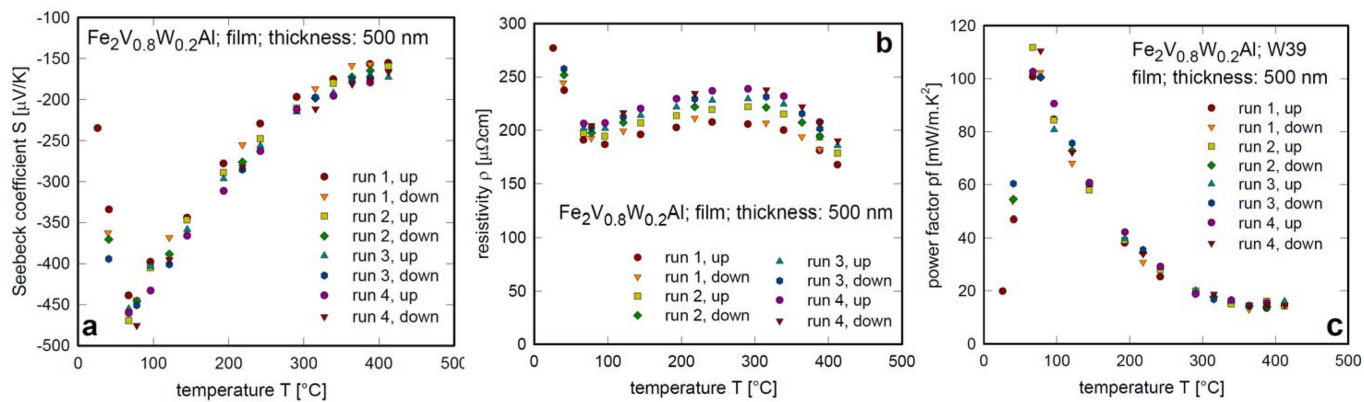 Fe2V0.8W0.2Al; film; thickness: 500 nm
-100
-150
-200
-250
-300
-350
-400
-450
-500
Seebeck coefficient S [µV/K]
run 1, up
run 1, down
run 2, up
run 2, down
run 3, up
run 3, down
run 4, up
run 4, down
a
0
100
200
300
400
500
temperature T [°C]
b
300
250
200
150
100
50
0
resistivity ρ [µΩcm]
Fe2V0.8W0.2Al; film; thickness: 500 nm
run 1, up
run 1, down
run 2, up
run 2, down
run 3, up
run 3, down
run 4, up
run 4, down
0
100
200
300
400
500
temperature T [°C]
120
100
80
60
40
20
0
power factor pf [mW/m.K2]
Fe2V0.8W0.2Al; W39
film; thickness: 500 nm
run 1, up
run 1, down
run 2, up
run 2, down
run 3, up
run 3, down
run 4, up
run 4, down
c
0
100
200
300
400
500
temperature T [°C]